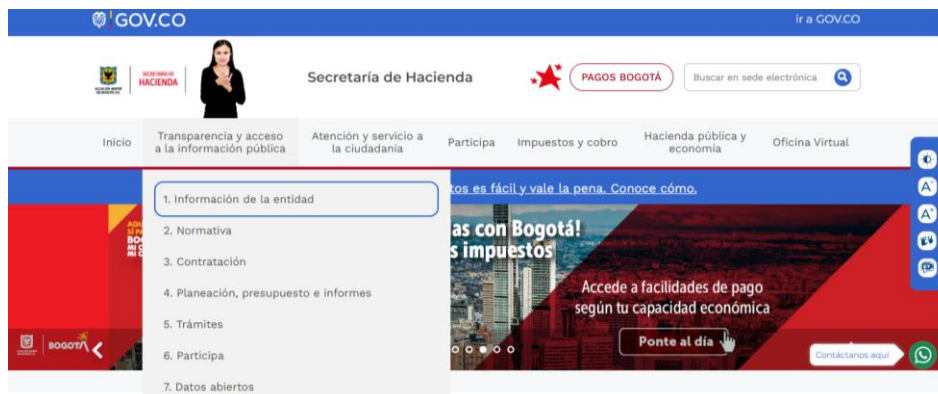 GOV.CO
ir a GOV.CO
SECRETARÍA DE
HACIENDA
Secretaría de Hacienda
PAGOS BOGOTÁ
Buscar en sede electrónica
Inicio
Transparencia y acceso
a la información pública
Atención y servicio a
la ciudadanía
Participa
Impuestos y cobro
Hacienda pública y
economía
Oficina Virtual
1. Información de la entidad
2. Normativa
3. Contratación
4. Planeación, presupuesto e informes
5. Trámites
6. Participa
7. Datos abiertos
tos es fácil y vale la pena. Conoce cómo.
as con Bogotá!
s impuestos
Accede a facilidades de pago
según tu capacidad económica
Ponte al día
BOGOTÁ
Contáctanos aquí